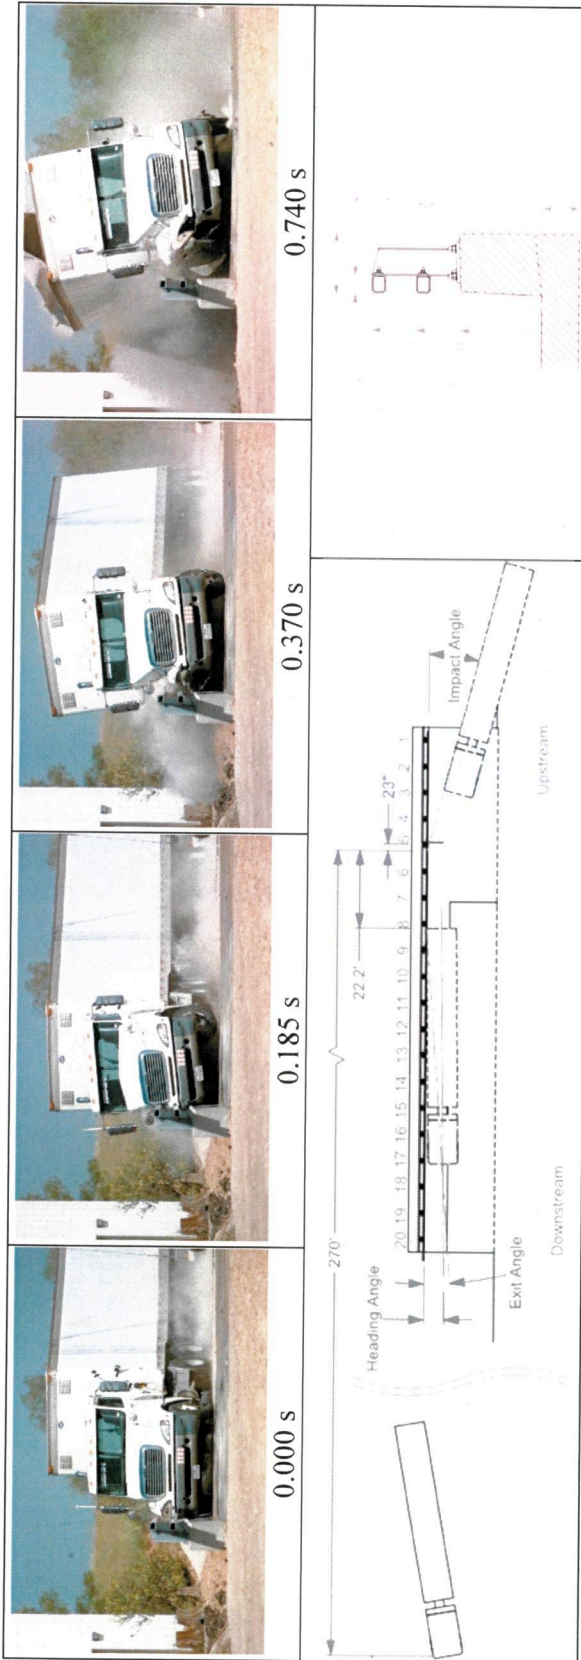 0.000 s
0.185 s
0.370 s
0.740 s
270'
22.2'
23"
20 19 18 17 16 15 14 13 12 11 10 9 8 7 6 5 4 3 2 1
Heading Angle
Exit Angle
Impact Angle
Downstream
Upstream